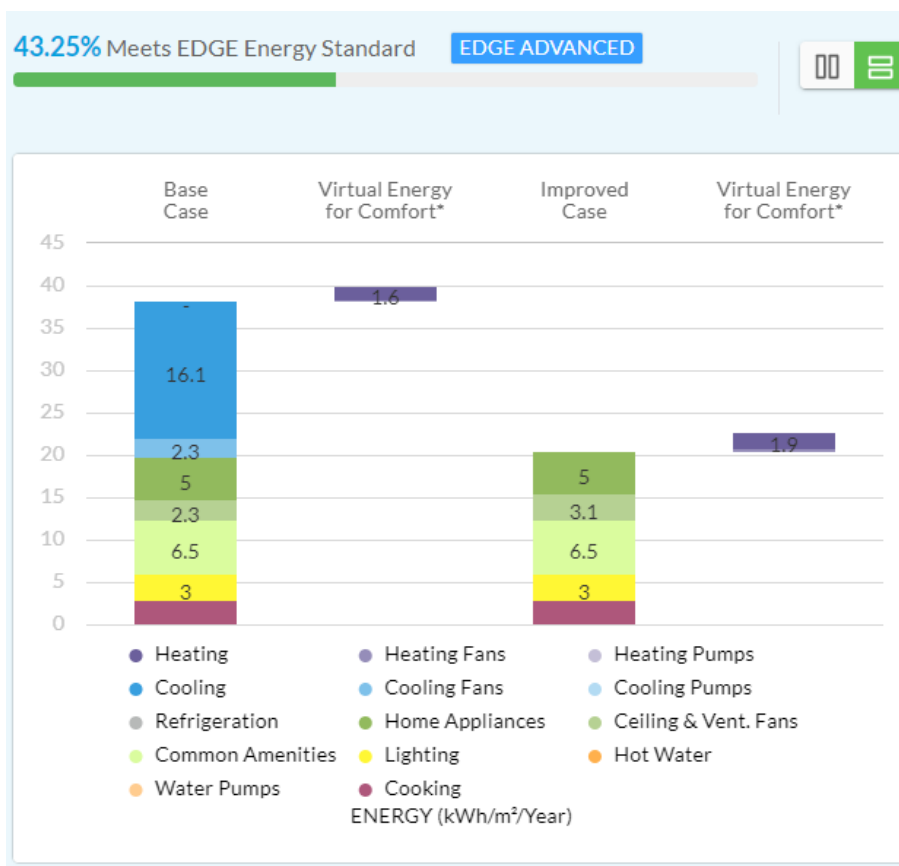 43.25% Meets EDGE Energy Standard EDGE ADVANCED
Base Case
Virtual Energy for Comfort*
Improved Case
Virtual Energy for Comfort*
45
40
35
30
25
20
15
10
5
0
-
16.1
2.3
5
2.3
6.5
3
1.6
5
3.1
6.5
3
1.9
Heating Heating Fans Heating Pumps
Cooling Cooling Fans Cooling Pumps
Refrigeration Home Appliances Ceiling & Vent. Fans
Common Amenities Lighting Hot Water
Water Pumps Cooking
ENERGY (kWh/m²/Year)